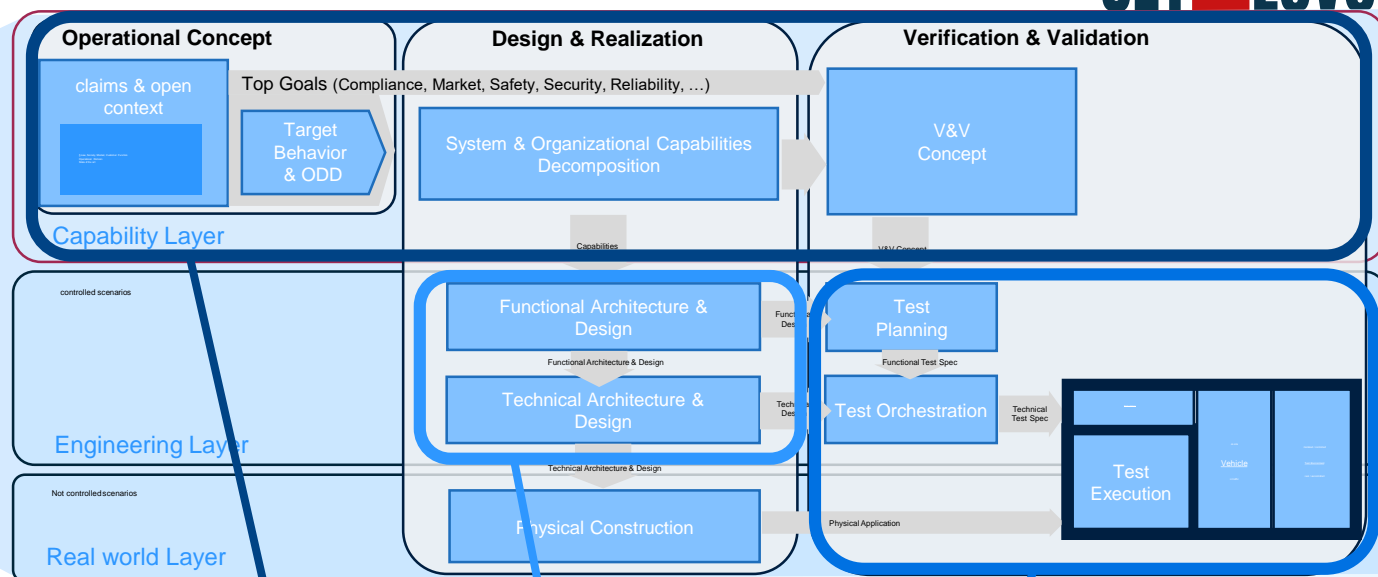 Operational Concept
Design & Realization
Verification & Validation
claims & open
context
Top Goals (Compliance, Market, Safety, Security, Reliability, …)
Target
Behavior
& ODD
System & Organizational Capabilities
Decomposition
V&V
Concept
Capability Layer
Capabilities
V&V Concept
controlled scenarios
Functional Architecture &
Design
Test
Planning
Functional Architecture & Design
Functional Test Spec
Technical Architecture &
Design
Test Orchestration
Technical
Test Spec
Engineering Layer
Technical Architecture & Design
Test
Execution
Vehicle
Not controlled scenarios
Physical Construction
Physical Application
Real world Layer